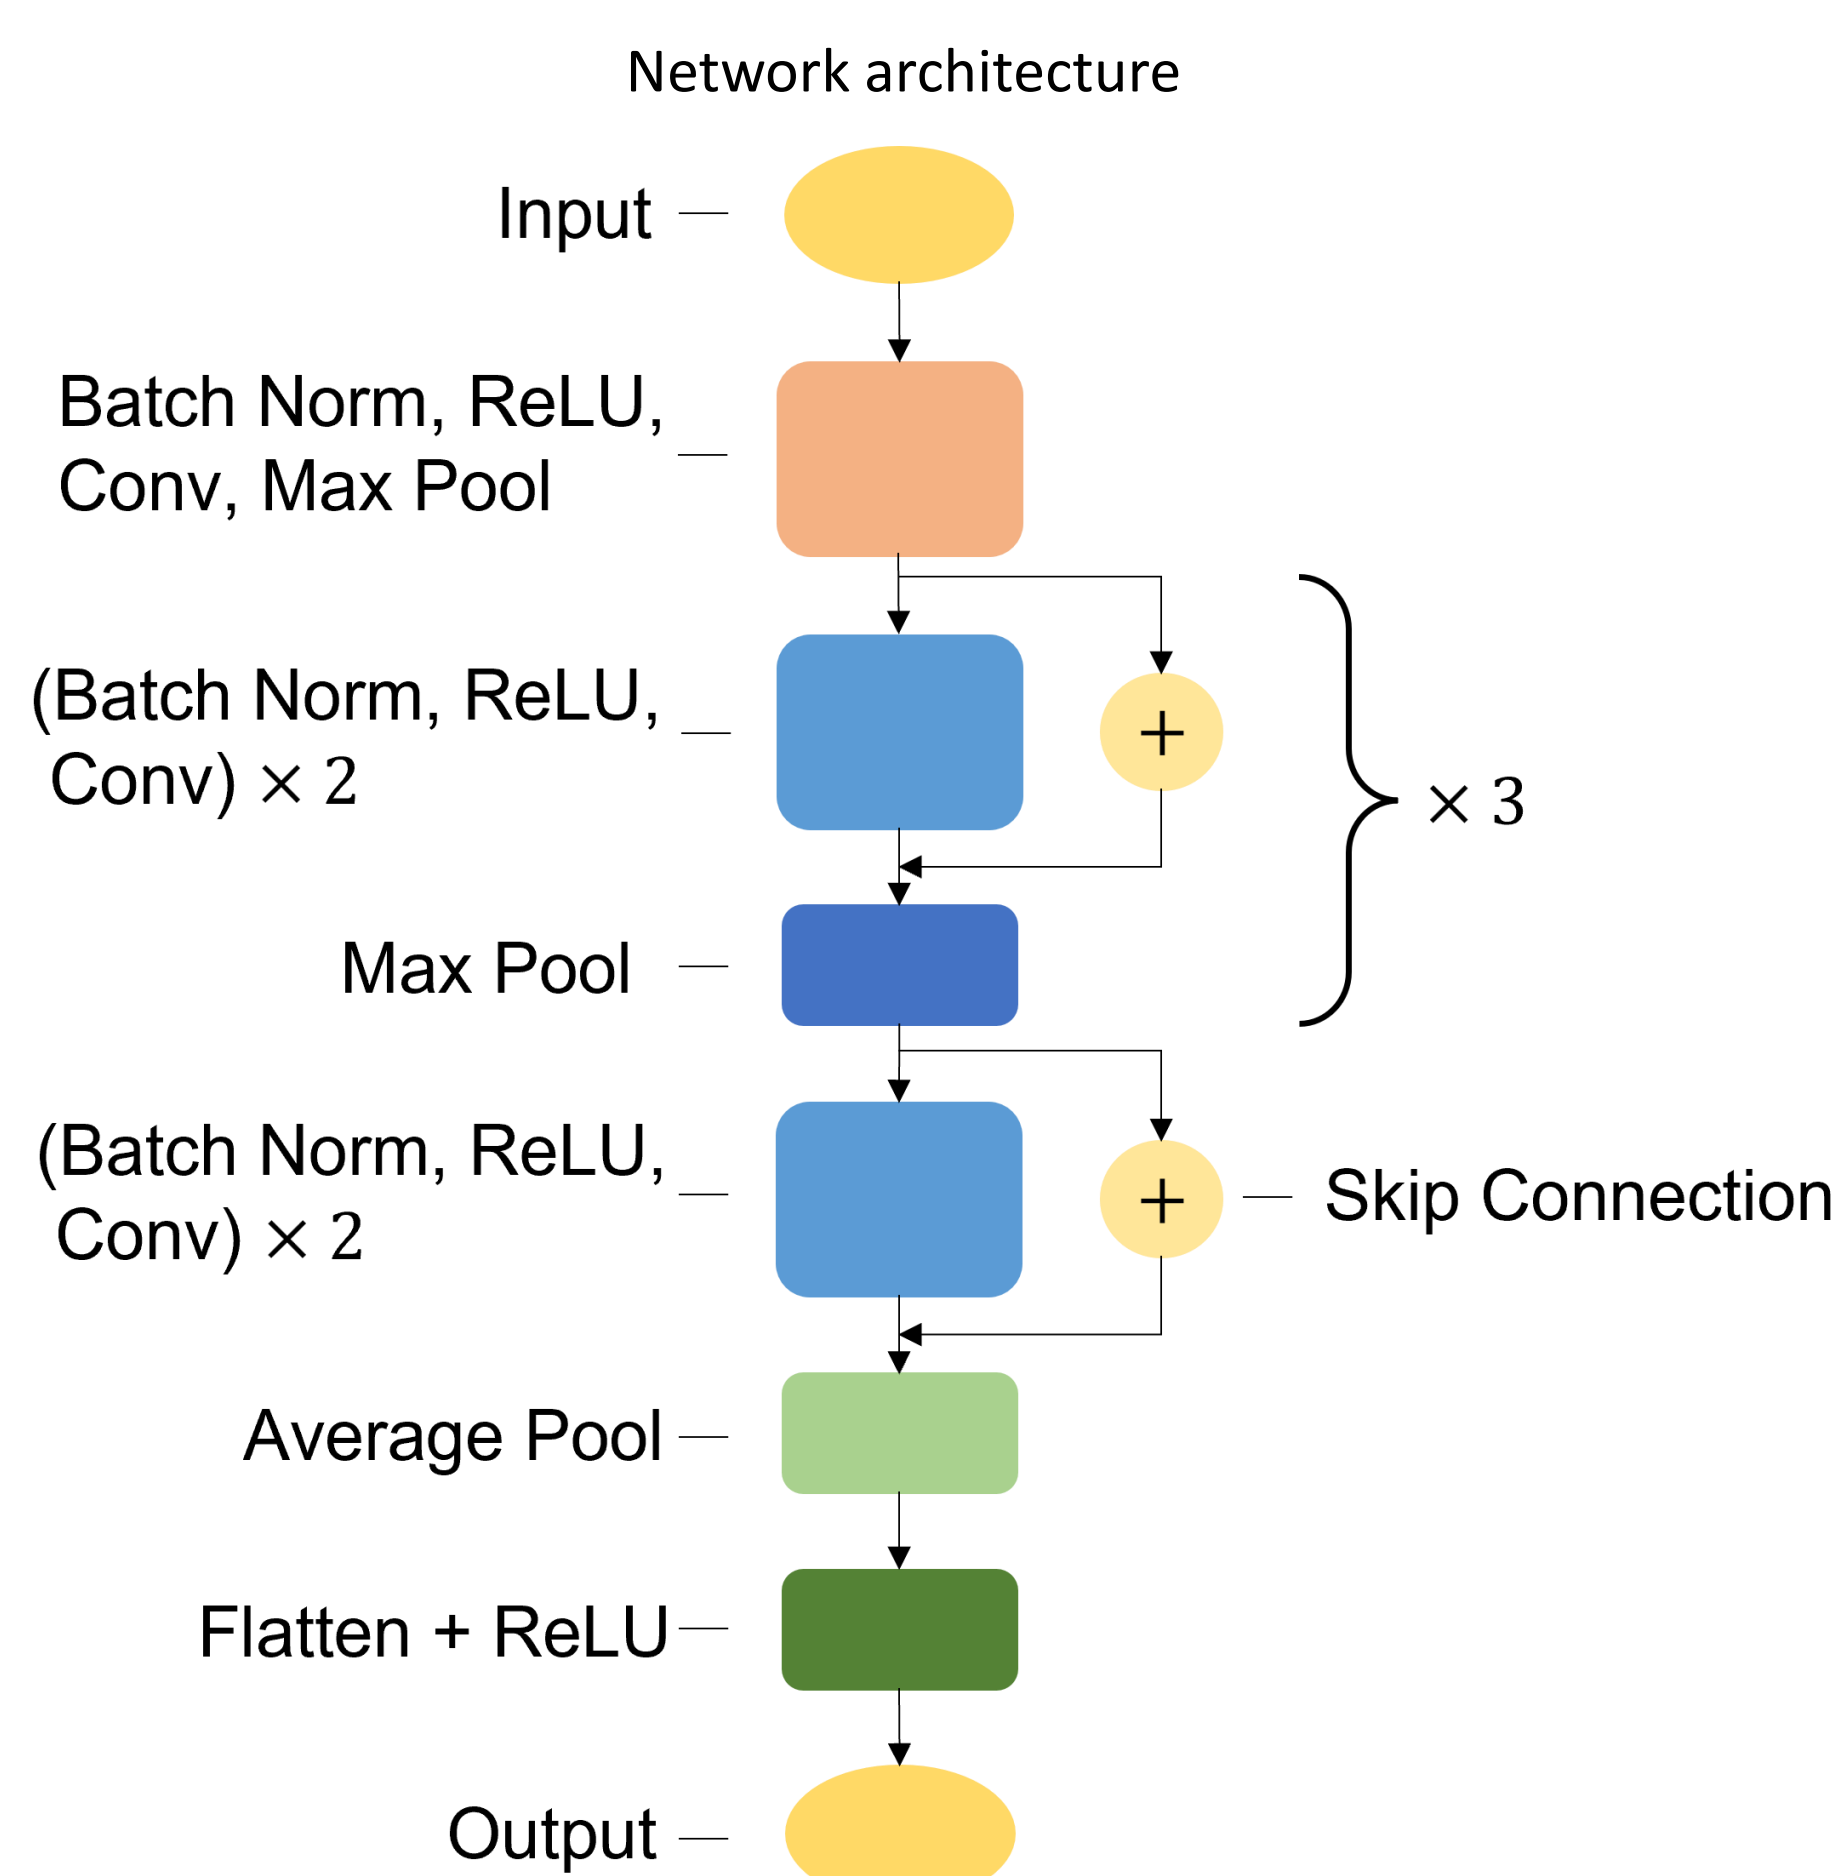 Network architecture
Input
Batch Norm, ReLU,
Conv, Max Pool
(Batch Norm, ReLU,
Conv) × 2
+
× 3
Max Pool
(Batch Norm, ReLU,
Conv) × 2
+
Skip Connection
Average Pool
Flatten + ReLU
Output